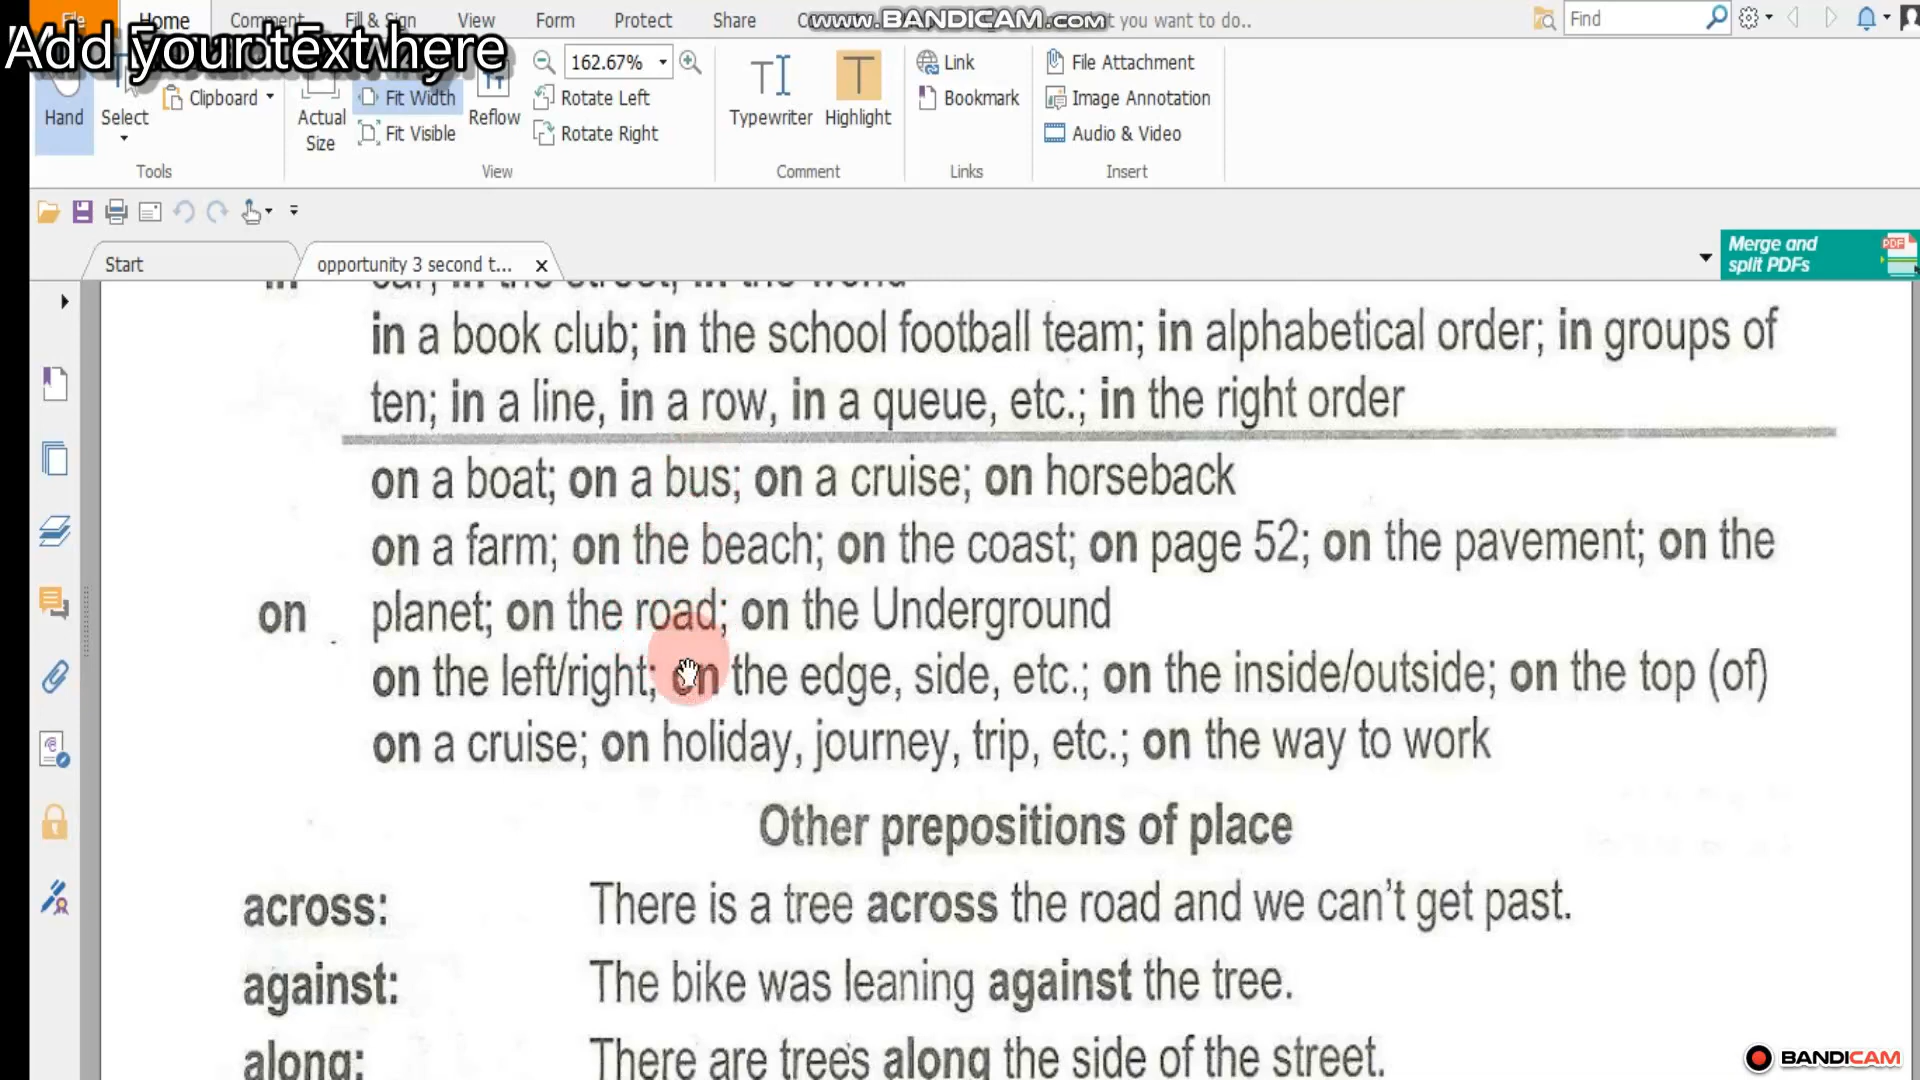 File Home Comment Fill & Sign View Form Protect Share www.BANDICAM.com t you want to do.. Find
Add your text here
162.67% Link File Attachment
Clipboard Fit Width Rotate Left Bookmark Image Annotation
Hand Select Actual Size Reflow Typewriter Highlight
Fit Visible Rotate Right Audio & Video
Tools View Comment Links Insert
Start opportunity 3 second t... Merge and split PDFs PDF
in the street, in the world
in a book club; in the school football team; in alphabetical order; in groups of
ten; in a line, in a row, in a queue, etc.; in the right order
on a boat; on a bus; on a cruise; on horseback
on a farm; on the beach; on the coast; on page 52; on the pavement; on the
on planet; on the road; on the Underground
on the left/right; on the edge, side, etc.; on the inside/outside; on the top (of)
on a cruise; on holiday, journey, trip, etc.; on the way to work
Other prepositions of place
across: There is a tree across the road and we can't get past.
against: The bike was leaning against the tree.
along: There are trees along the side of the street.
BANDICAM